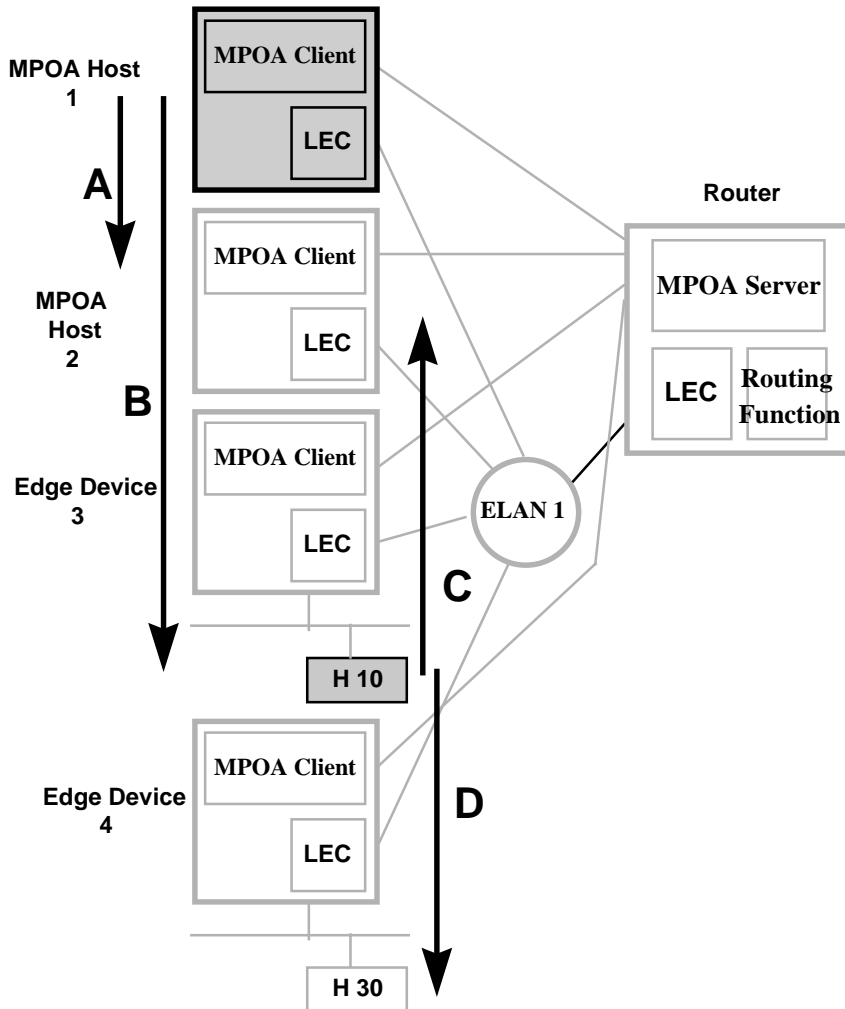 MPOA Client
MPOA Host
1
LEC
A
Router
MPOA Client
MPOA Server
MPOA
Host
2
LEC
LEC
Routing
Function
B
MPOA Client
Edge Device
3
ELAN 1
LEC
C
H 10
MPOA Client
Edge Device
4
D
LEC
H 30